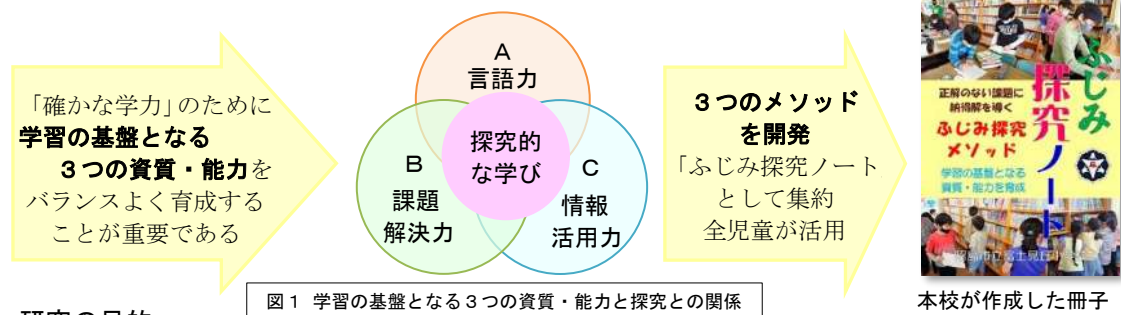 「確かな学力」のために
学習の基盤となる
３つの資質・能力を
バランスよく育成する
ことが重要である
A
言語力
B
課題
解決力
探究的
な学び
C
情報
活用力
図１ 学習の基盤となる３つの資質・能力と探究との関係
３つのメソッド
を開発
「ふじみ探究ノート
として集約
全児童が活用
ふじみ
探究ノート
正解のない課題に
納得解を導く
ふじみ探究
メソッド
学習の基盤となる
資質・能力を育成
本校が作成した冊子